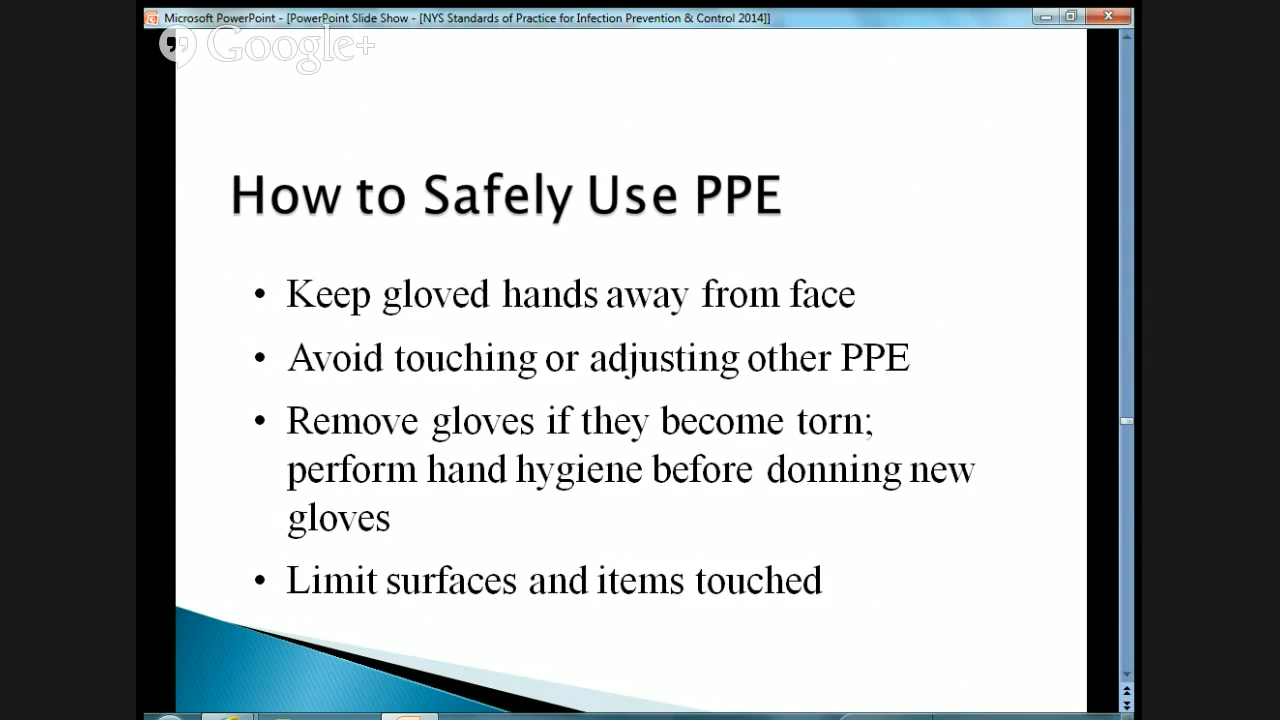 Microsoft PowerPoint - [PowerPoint Slide Show - [NYS Standards of Practice for Infection Prevention & Control 2014]]
Google+
How to Safely Use PPE
• Keep gloved hands away from face
• Avoid touching or adjusting other PPE
• Remove gloves if they become torn;
perform hand hygiene before donning new
gloves
• Limit surfaces and items touched